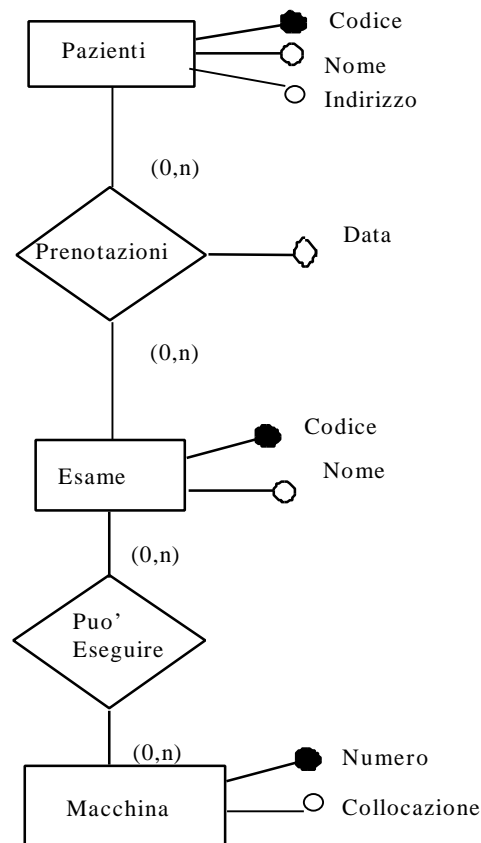 Codice
Pazienti
Nome
Indirizzo
(0,n)
Data
Prenotazioni
(0,n)
Codice
Esame
Nome
(0,n)
Puo'
Eseguire
(0,n)
Numero
Macchina
Collocazione